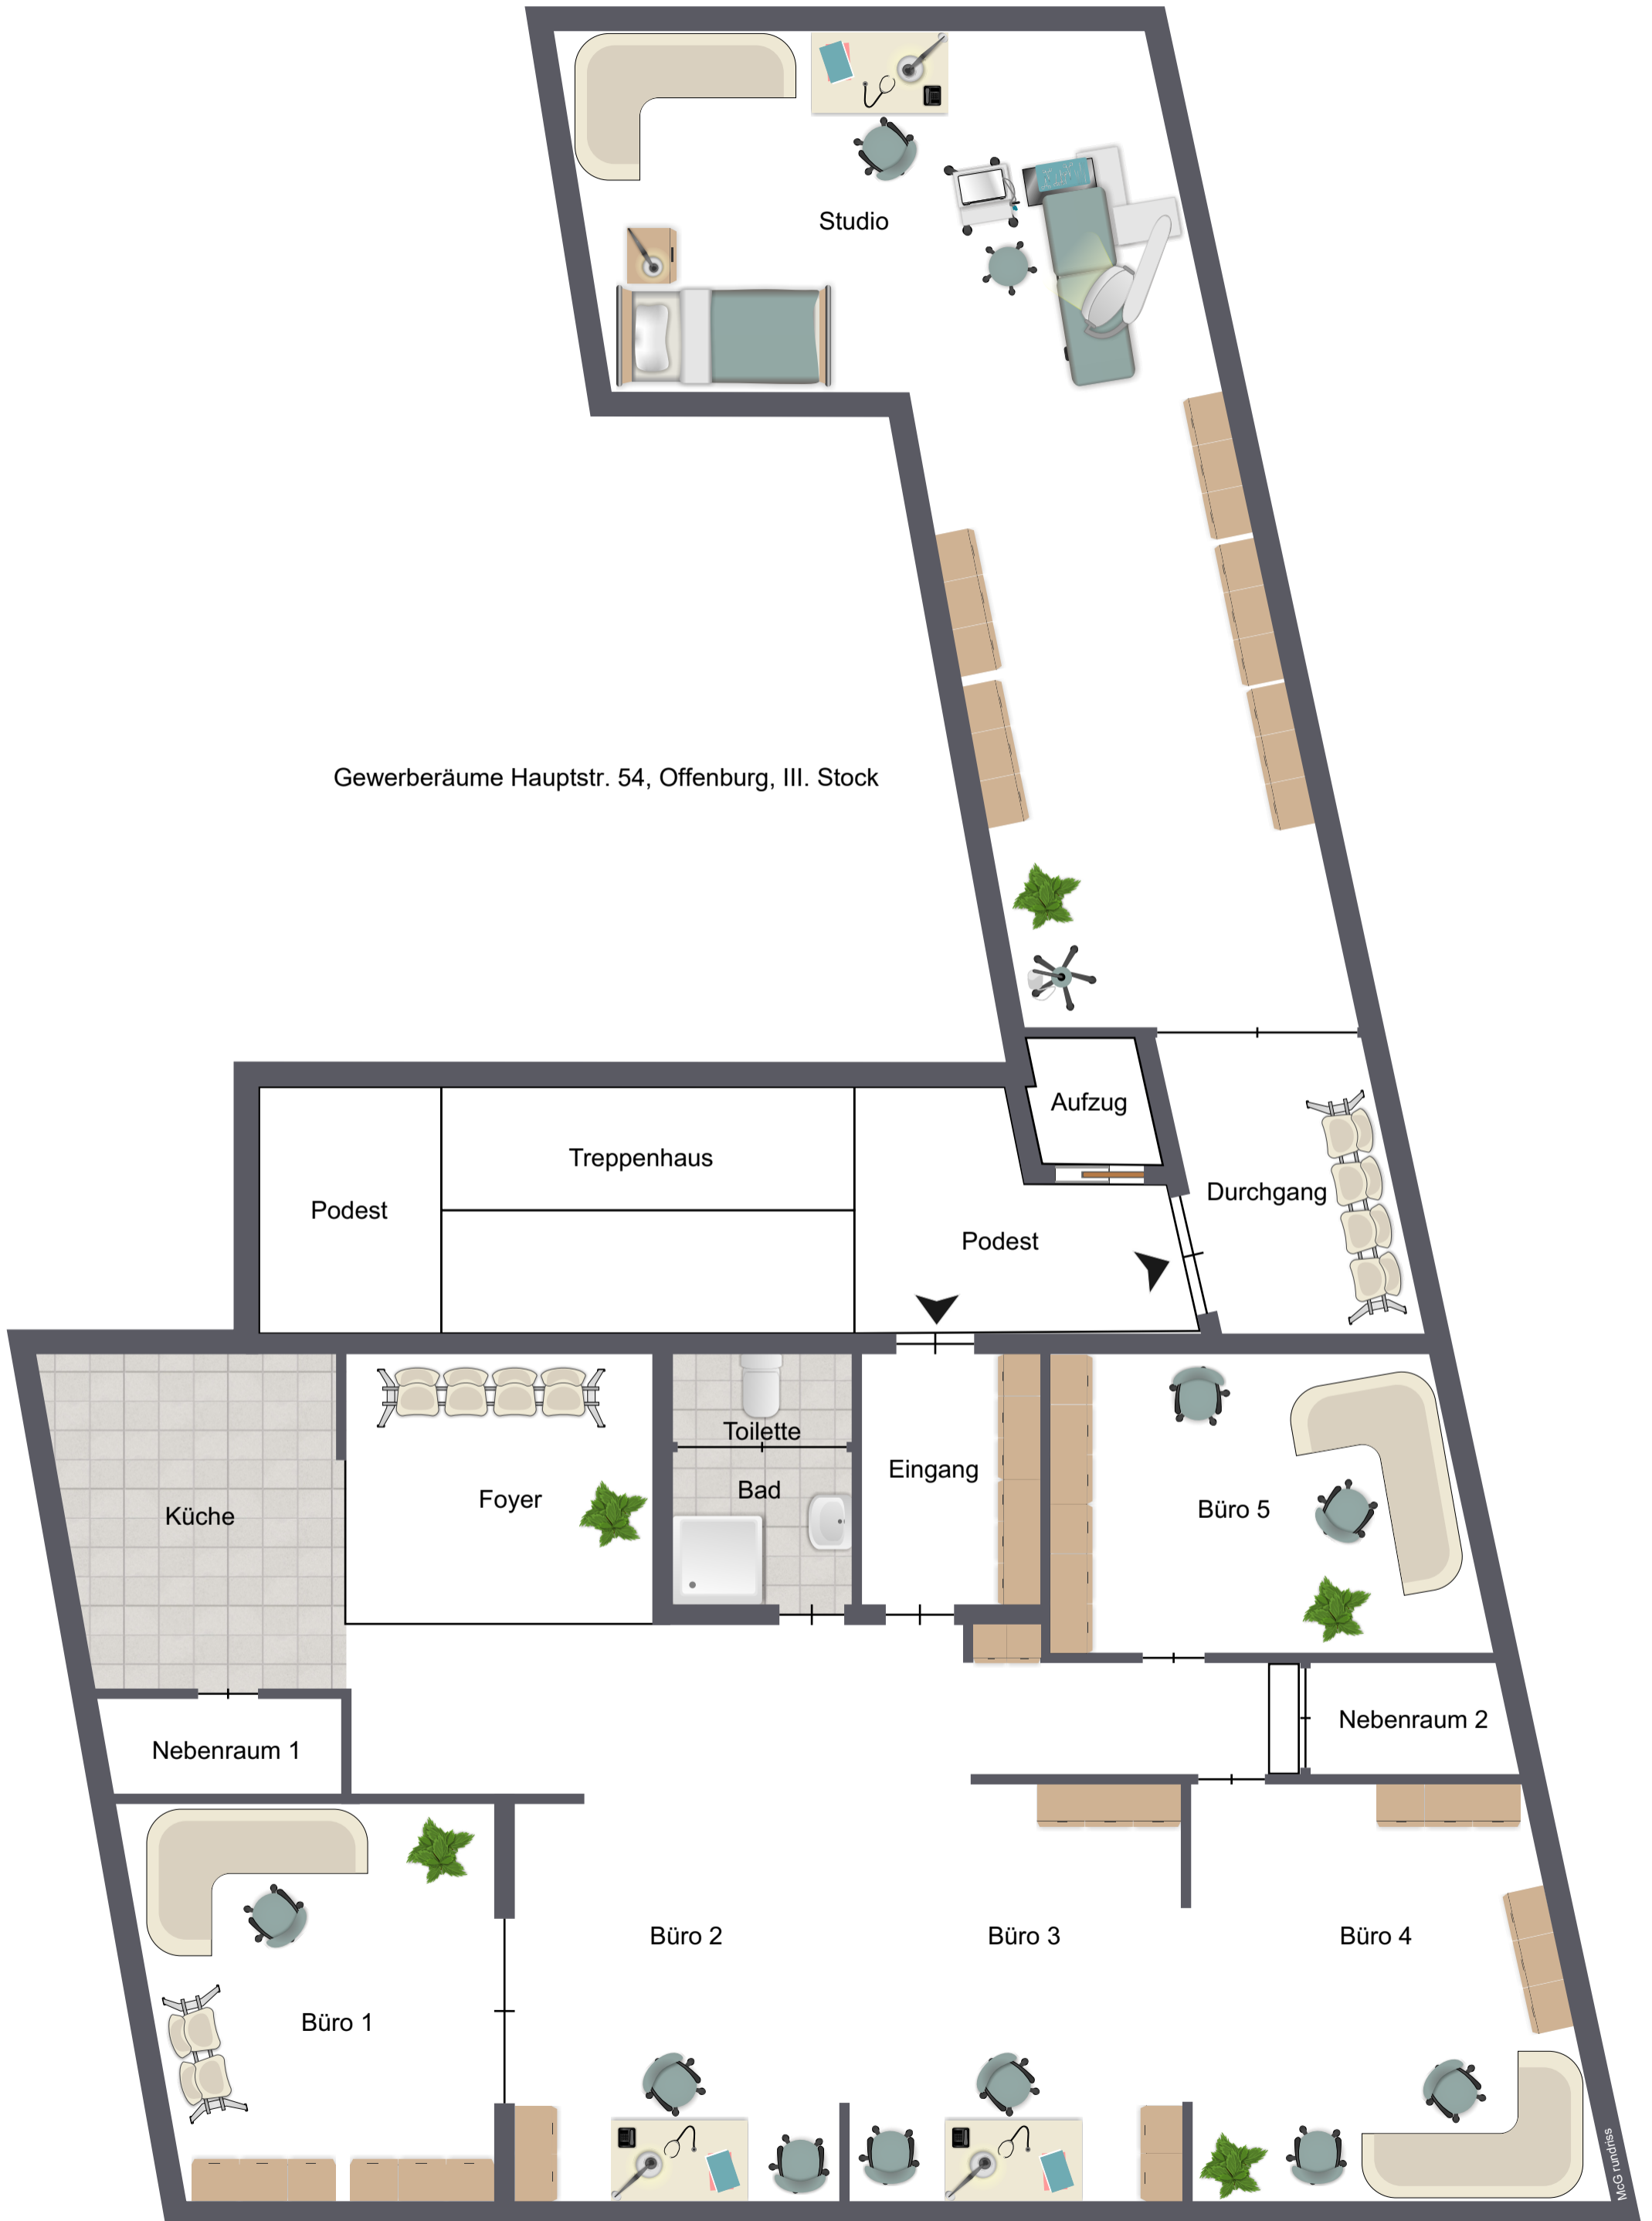 Studio
Gewerberäume Hauptstr. 54, Offenburg, III. Stock
Aufzug
Treppenhaus
Podest
Durchgang
Podest
Toilette
Eingang
Bad
Foyer
Büro 5
Küche
Nebenraum 2
Nebenraum 1
Büro 2
Büro 3
Büro 4
Büro 1
McG rundriss